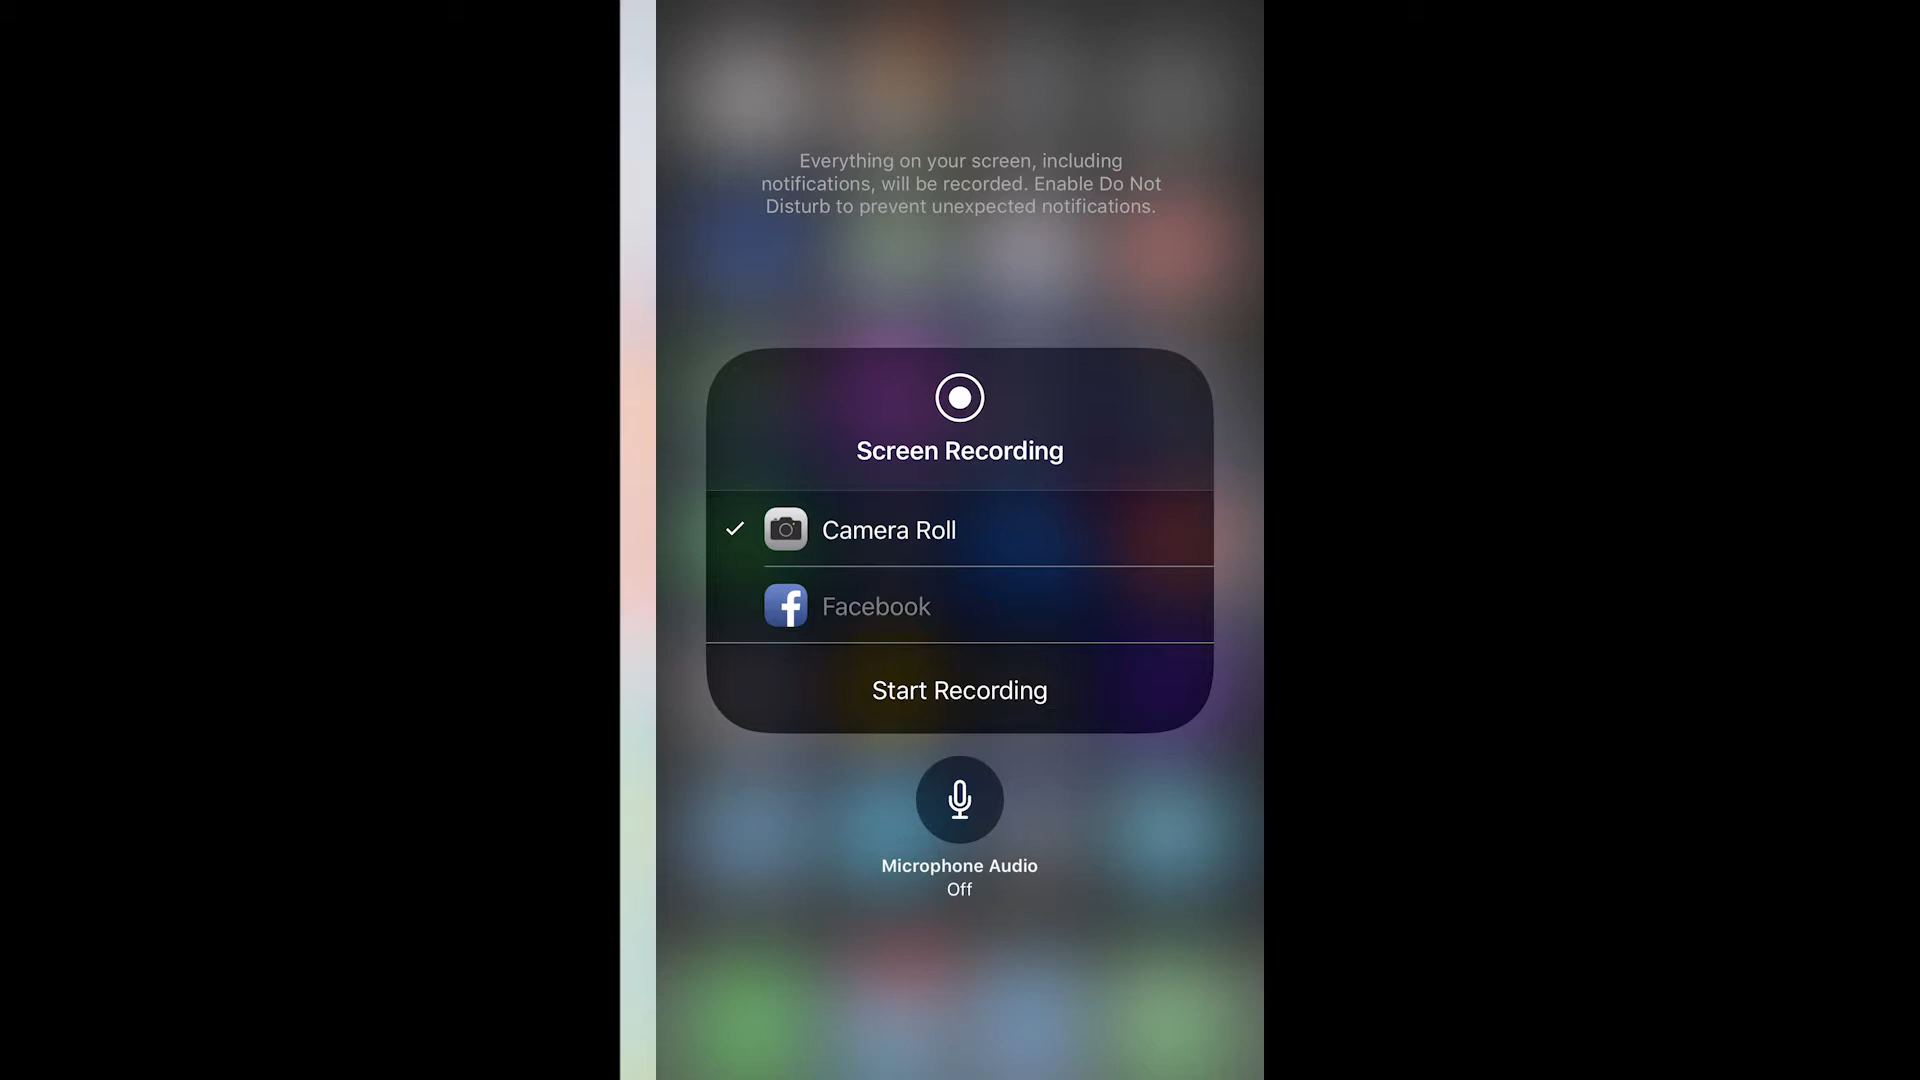 Everything on your screen, including
notifications, will be recorded. Enable Do Not
Disturb to prevent unexpected notifications.
Screen Recording
Camera Roll
Facebook
Start Recording
Microphone Audio
Off